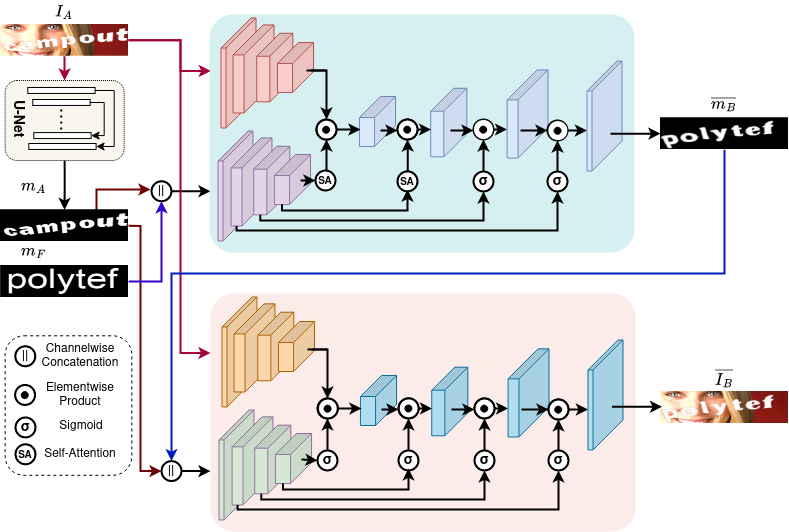 I_A
campout
U-Net
m_A
||
campout
m_F
polytef
SA
SA
σ
σ
\overline{m_B}
polytef
|| Channelwise
Concatenation
Elementwise
Product
σ Sigmoid
SA Self-Attention
||
σ
σ
σ
σ
\overline{I_B}
polytef